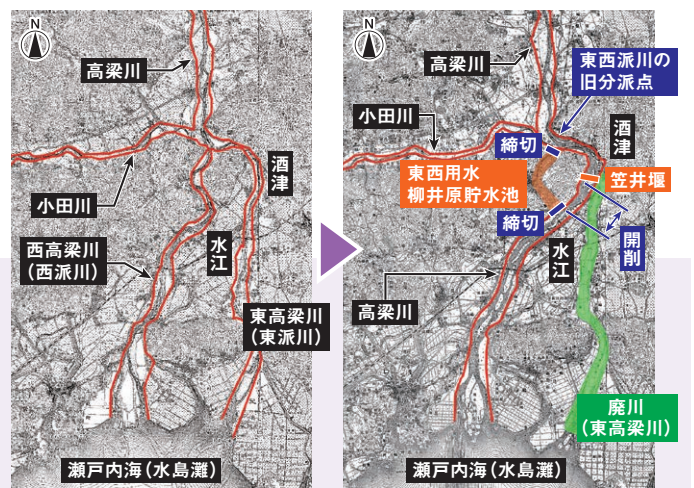 N
高梁川
小田川
酒津
西高梁川
(西派川)
水江
東高梁川
(東派川)
瀬戸内海(水島灘)
N
高梁川
東西派川の
旧分派点
小田川
締切
酒津
東西用水
柳井原貯水池
笠井堰
締切
開削
水江
高梁川
廃川
(東高梁川)
瀬戸内海(水島灘)